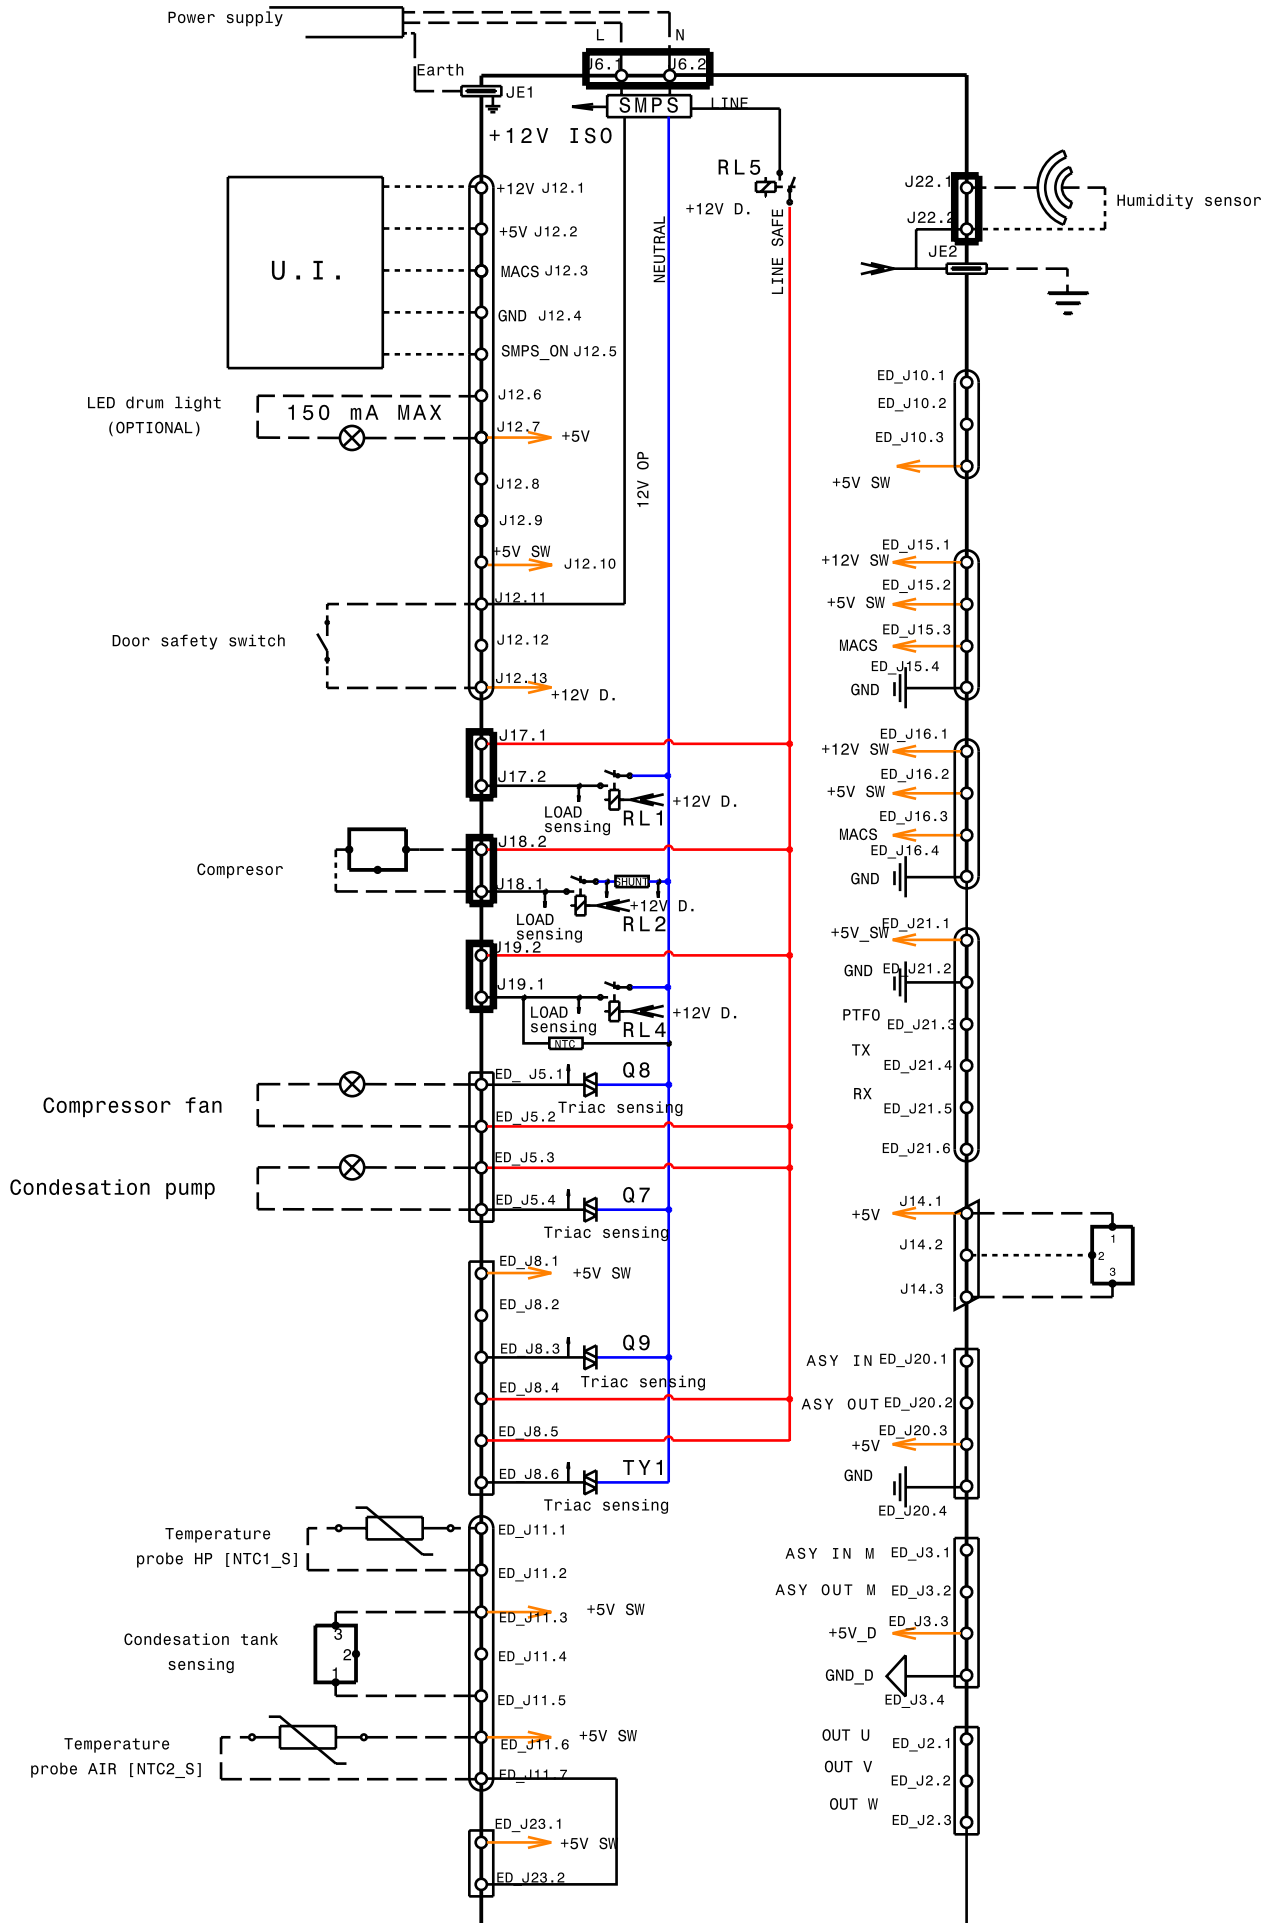 Power supply
L
N
J6.1
J6.2
Earth
JE1
SMPS
LINE
+12V ISO
RL5
+12V D.
LINE SAFE
NEUTRAL
12V OP
U.I.
+12V J12.1
+5V J12.2
MACS J12.3
GND J12.4
SMPS_ON J12.5
LED drum light
(OPTIONAL)
150 mA MAX
J12.6
J12.7
+5V
J12.8
J12.9
+5V SW
J12.10
J12.11
Door safety switch
J12.12
J12.13
+12V D.
J17.1
J17.2
LOAD
sensing
RL1
+12V D.
Compresor
J18.2
J18.1
SHUNT
LOAD
sensing
RL2
+12V D.
J19.2
J19.1
LOAD
sensing
RL4
+12V D.
NTC
Compressor fan
ED_ J5.1
Q8
Triac sensing
ED_J5.2
Condesation pump
ED_J5.3
ED_J5.4
Q7
Triac sensing
ED_J8.1
+5V SW
ED_J8.2
ED_J8.3
Q9
Triac sensing
ED_J8.4
ED_J8.5
ED_J8.6
TY1
Triac sensing
Temperature
probe HP [NTC1_S]
ED_J11.1
ED_J11.2
Condesation tank
sensing
3
2
1
ED_J11.3
+5V SW
ED_J11.4
ED_J11.5
Temperature
probe AIR [NTC2_S]
+5V SW
ED_J11.6
ED_J11.7
ED_J23.1
+5V SW
ED_J23.2
J22.1
J22.2
Humidity sensor
JE2
ED_J10.1
ED_J10.2
ED_J10.3
+5V SW
ED_J15.1
+12V SW
ED_J15.2
+5V SW
ED_J15.3
MACS
ED_J15.4
GND
ED_J16.1
+12V SW
ED_J16.2
+5V SW
ED_J16.3
MACS
ED_J16.4
GND
ED_J21.1
+5V_SW
GND ED_J21.2
PTFO
ED_J21.3
TX
ED_J21.4
RX
ED_J21.5
ED_J21.6
J14.1
+5V
J14.2
J14.3
1
2
3
ASY IN ED_J20.1
ASY OUT ED_J20.2
ED_J20.3
+5V
GND
ED_J20.4
ASY IN M ED_J3.1
ASY OUT M ED_J3.2
ED_J3.3
+5V_D
GND_D
ED_J3.4
OUT U
ED_J2.1
OUT V
ED_J2.2
OUT W
ED_J2.3